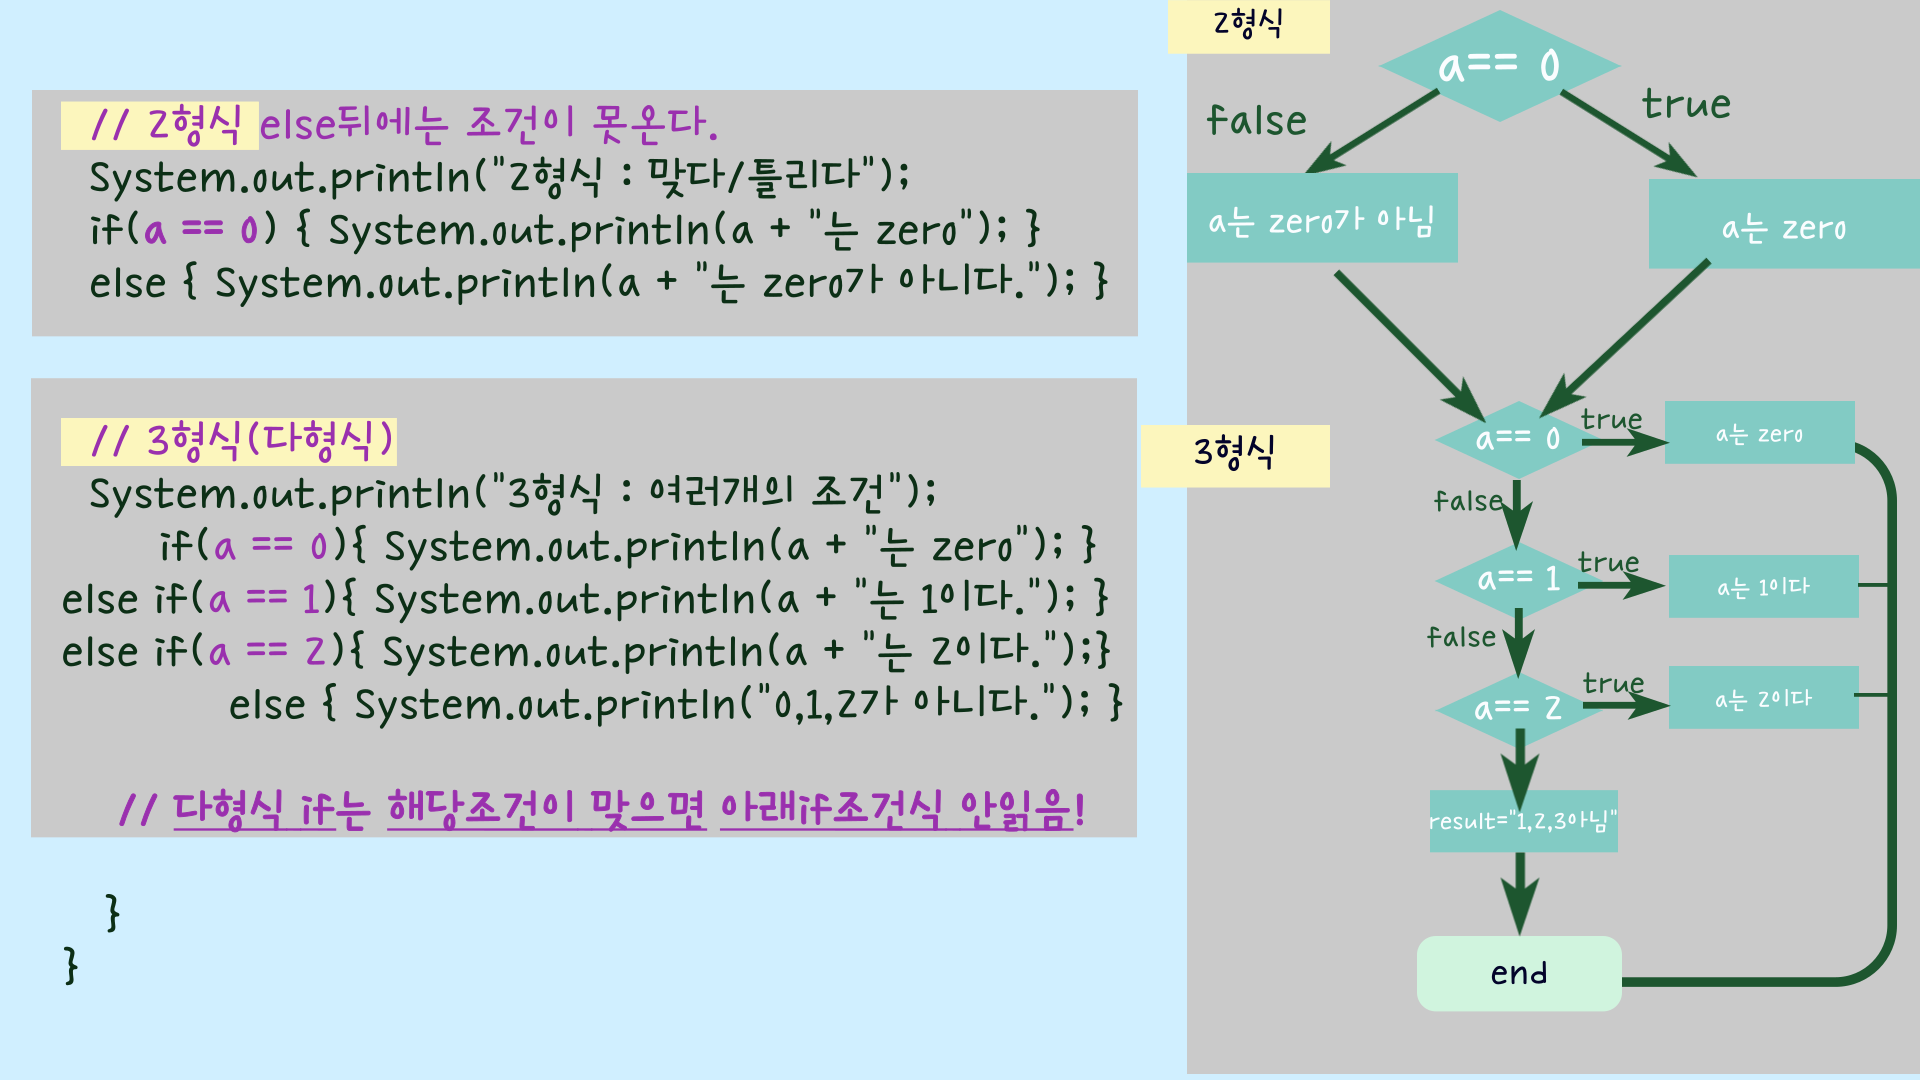 // 2형식 else뒤에는 조건이 못온다.
System.out.println("2형식 : 맞다/틀리다");
if(a == 0) { System.out.println(a + "는 zero"); }
else { System.out.println(a + "는 zero가 아니다."); }
// 3형식(다형식)
System.out.println("3형식 : 여러개의 조건");
if(a == 0){ System.out.println(a + "는 zero"); }
else if(a == 1){ System.out.println(a + "는 1이다."); }
else if(a == 2){ System.out.println(a + "는 2이다.");}
else { System.out.println("0,1,2가 아니다."); }
// 다형식 if는 해당조건이 맞으면 아래if조건식 안읽음!
}
}
2형식
a== 0
false
true
a는 zero가 아님
a는 zero
3형식
a== 0
true
a는 zero
false
a== 1
true
a는 1이다
false
a== 2
true
a는 2이다
result="1,2,3아님"
end